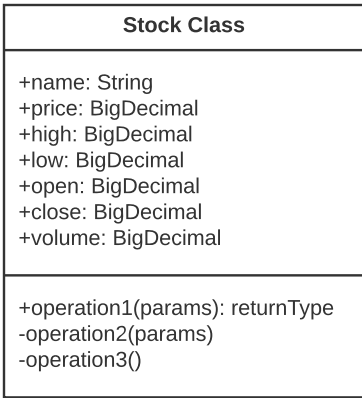 Stock Class
+name: String
+price: BigDecimal
+high: BigDecimal
+low: BigDecimal
+open: BigDecimal
+close: BigDecimal
+volume: BigDecimal
+operation1(params): returnType
-operation2(params)
-operation3()